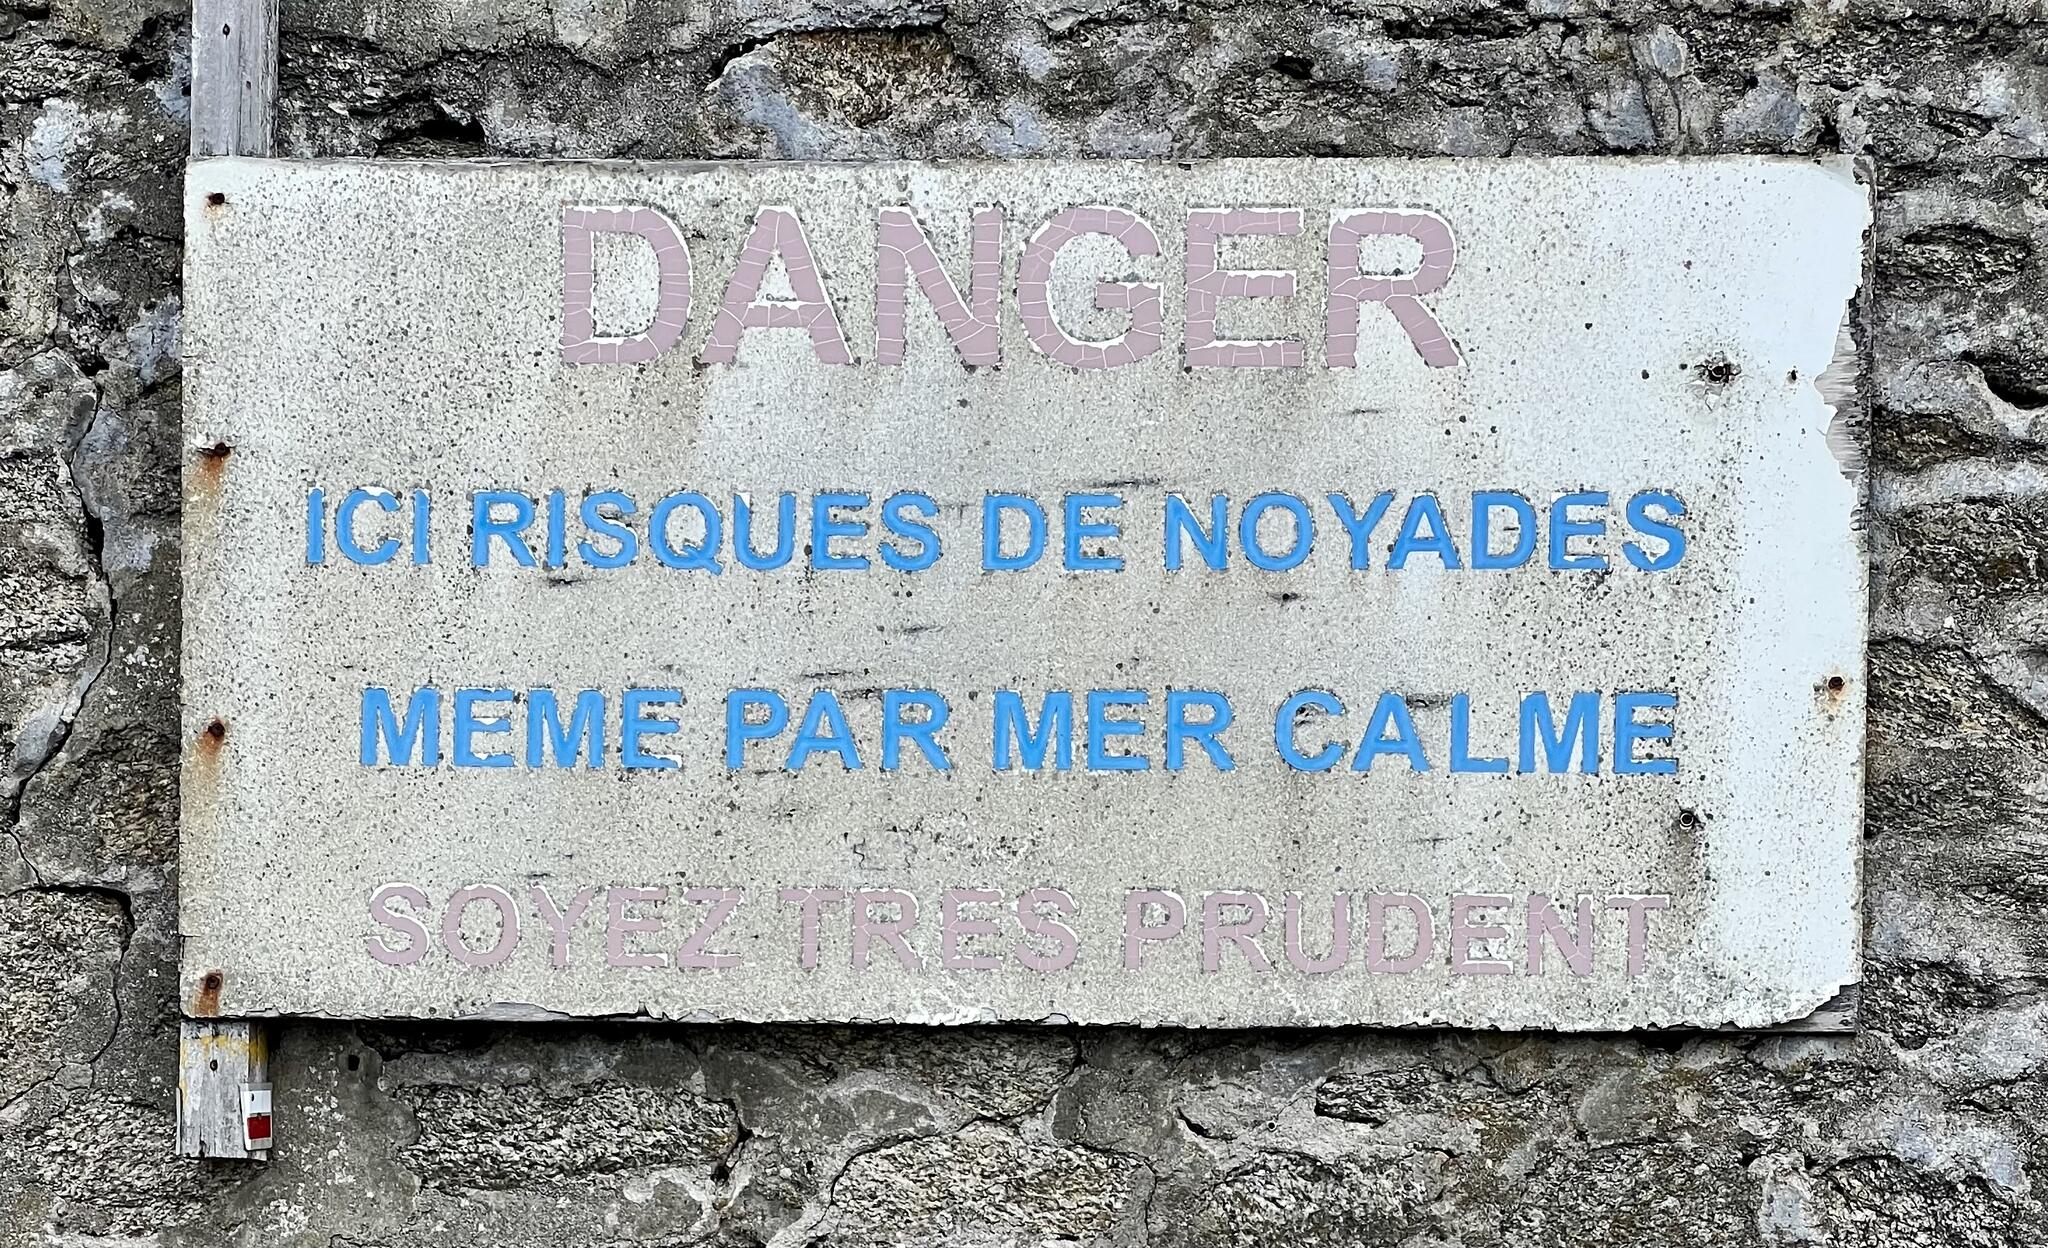 DANGER
ICI RISQUES DE NOYADES
MEME PAR MER CALME
SOYEZ TRES PRUDENT